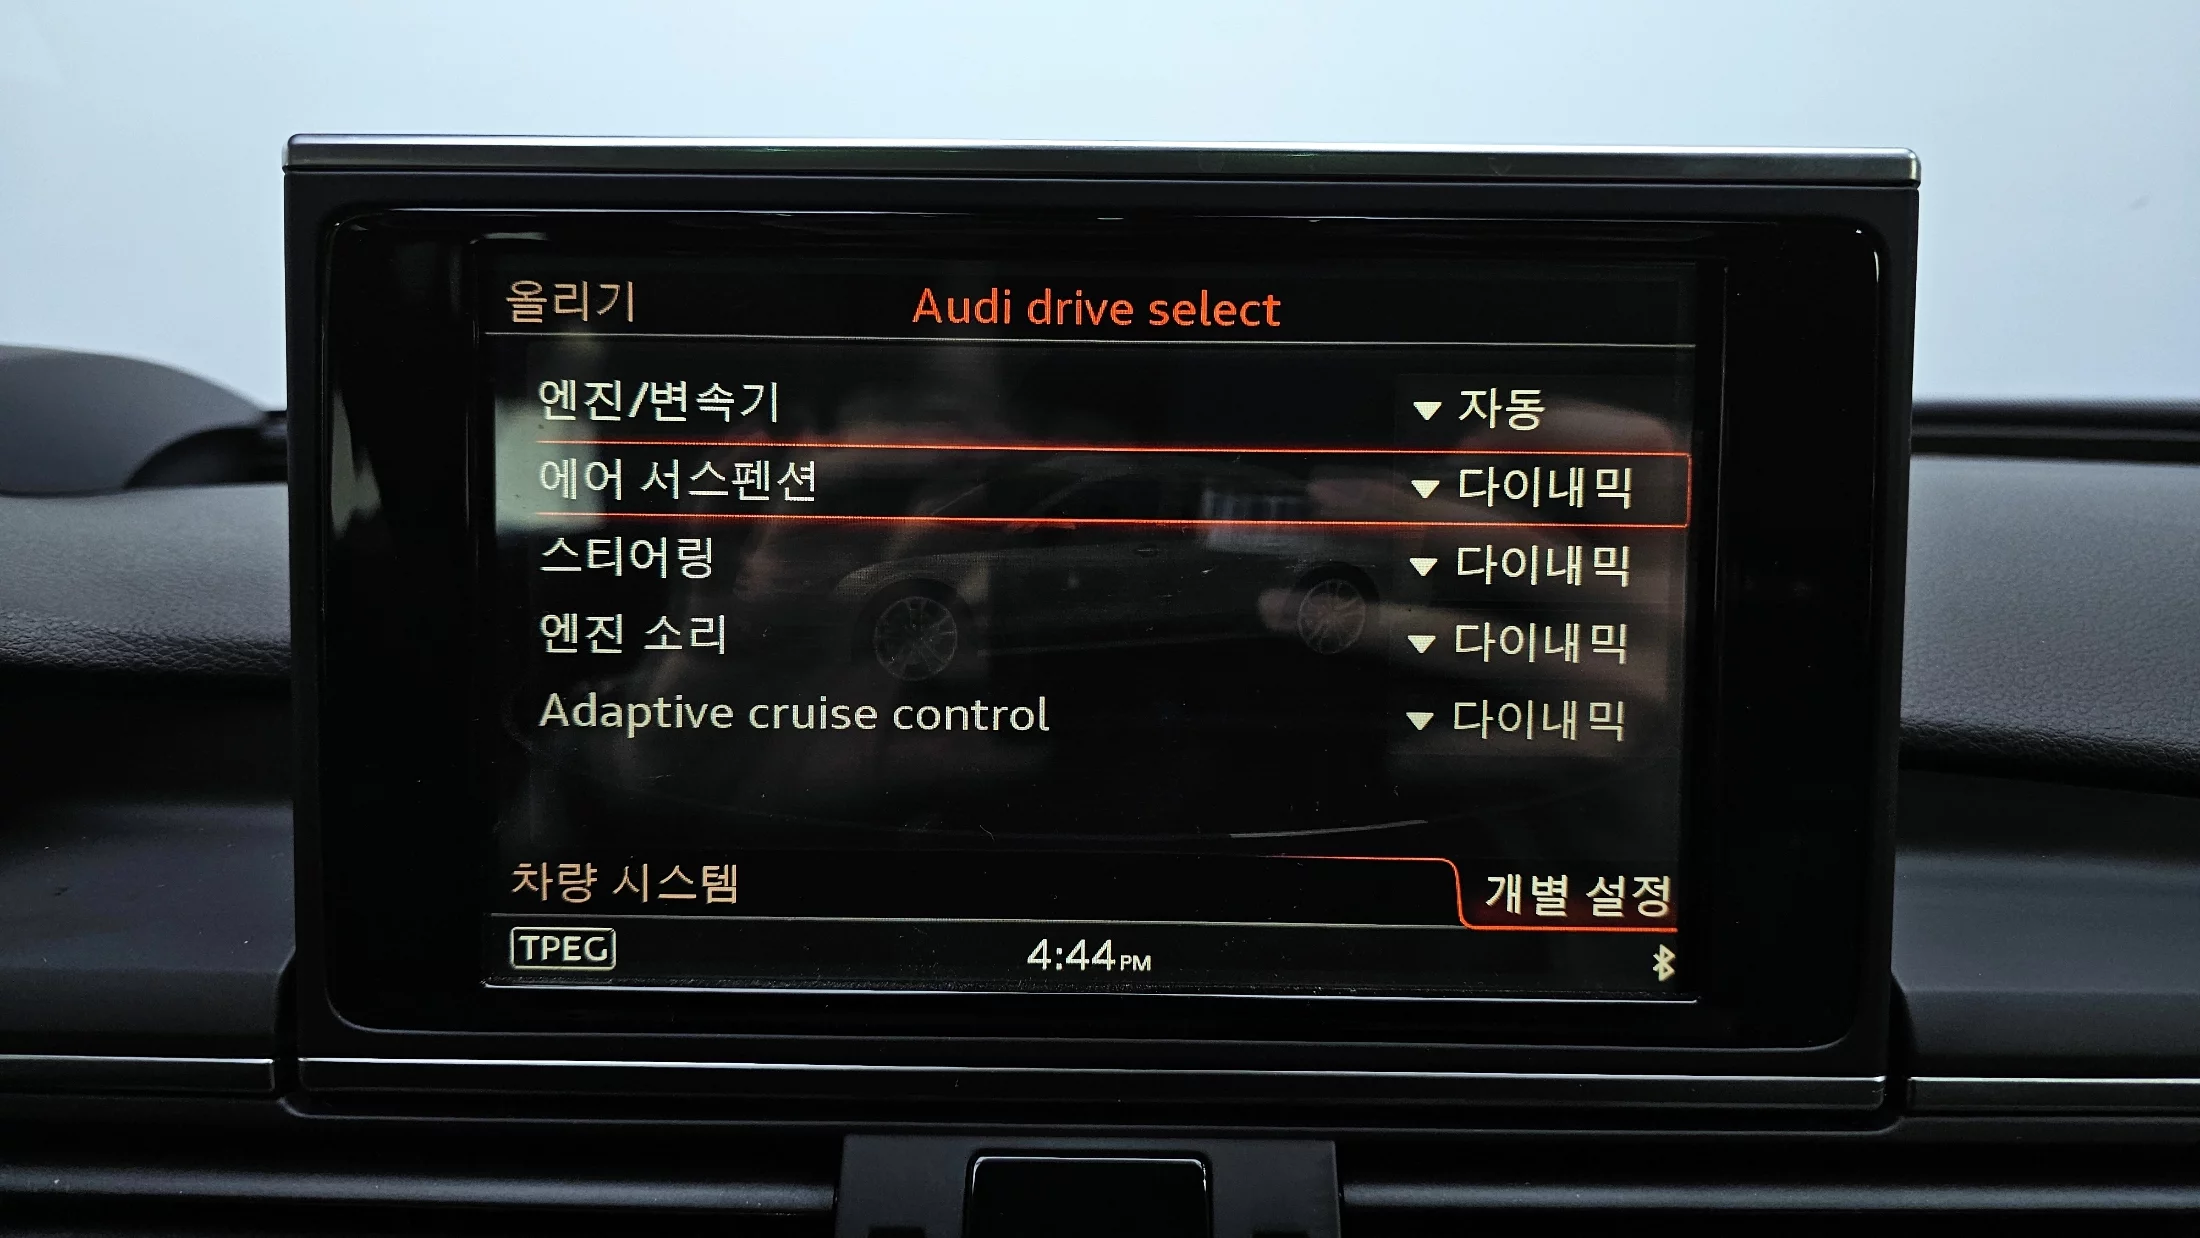 올리기 Audi drive select
엔진/변속기 자동
에어 서스펜션 다이내믹
스티어링 다이내믹
엔진 소리 다이내믹
Adaptive cruise control 다이내믹
차량 시스템 개별 설정
TPEG 4:44 PM